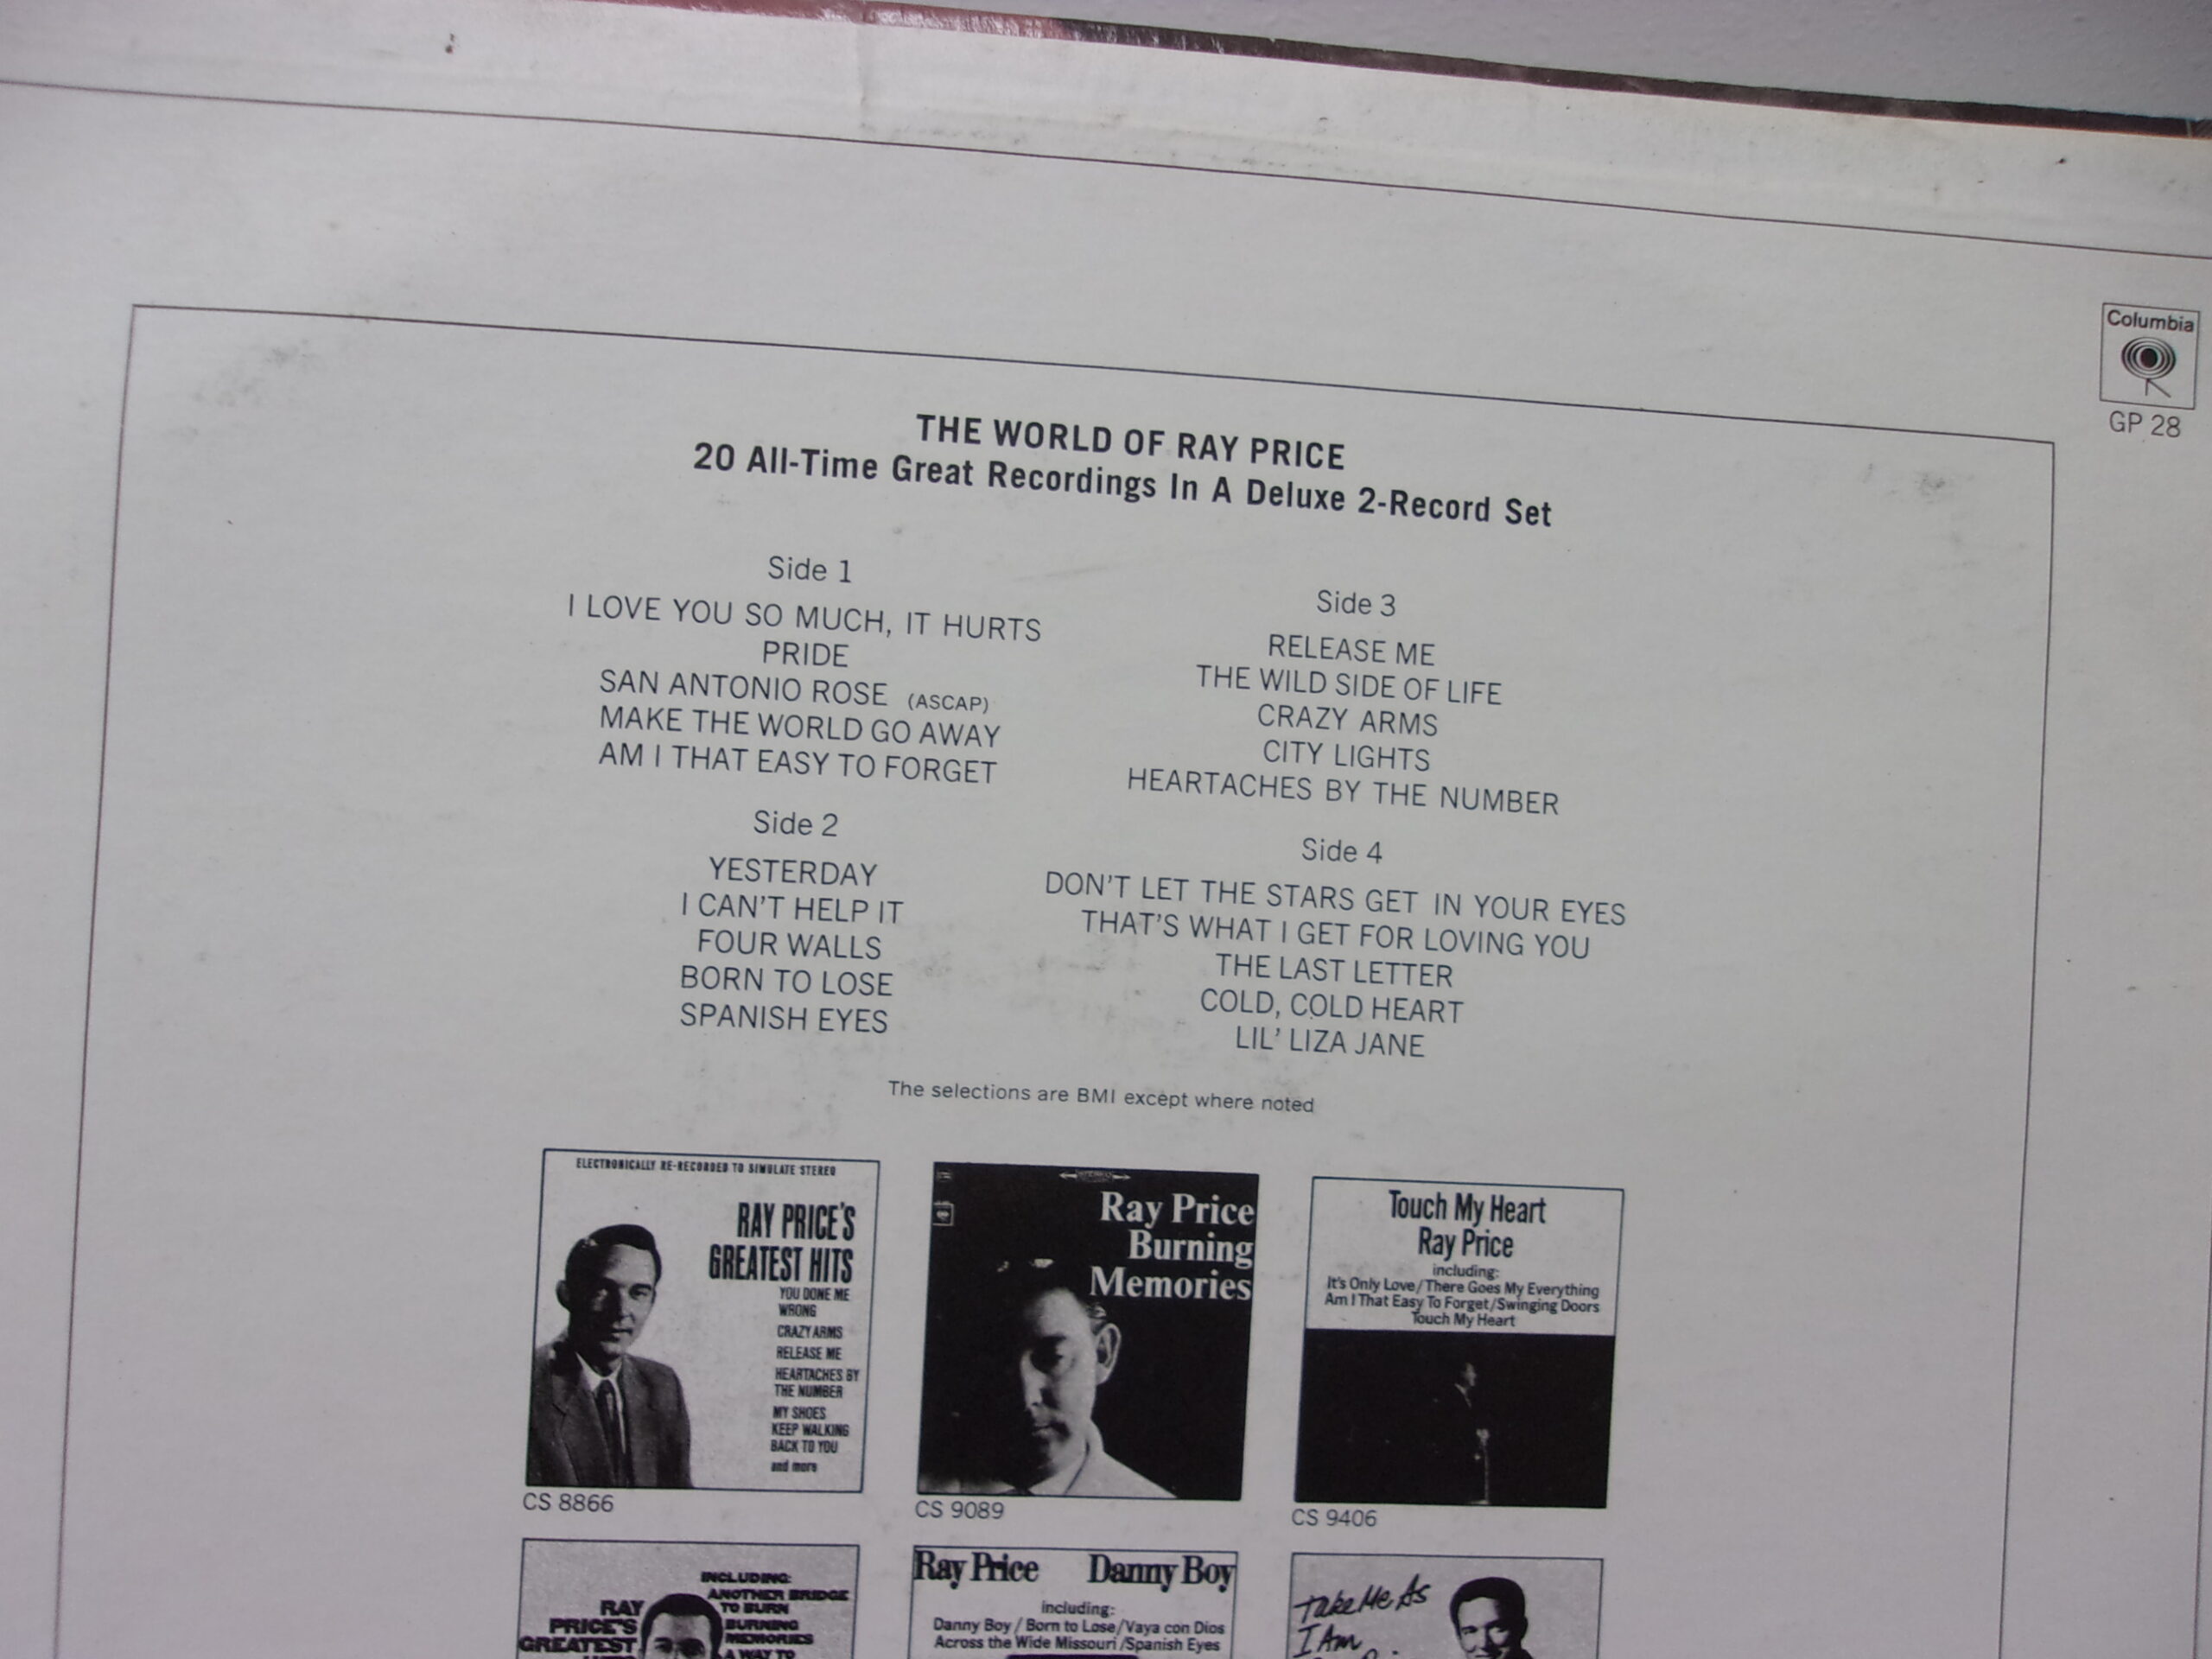 Columbia
GP 28
THE WORLD OF RAY PRICE
20 All-Time Great Recordings In A Deluxe 2-Record Set
Side 1
I LOVE YOU SO MUCH, IT HURTS
PRIDE
SAN ANTONIO ROSE (ASCAP)
MAKE THE WORLD GO AWAY
AM I THAT EASY TO FORGET
Side 2
YESTERDAY
I CAN'T HELP IT
FOUR WALLS
BORN TO LOSE
SPANISH EYES
Side 3
RELEASE ME
THE WILD SIDE OF LIFE
CRAZY ARMS
CITY LIGHTS
HEARTACHES BY THE NUMBER
Side 4
DON'T LET THE STARS GET IN YOUR EYES
THAT'S WHAT I GET FOR LOVING YOU
THE LAST LETTER
COLD, COLD HEART
LIL' LIZA JANE
The selections are BMI except where noted
ELECTRONICALLY RE-RECORDED TO SIMULATE STEREO
RAY PRICE'S
GREATEST HITS
YOU DONE ME
WRONG
CRAZY ARMS
RELEASE ME
HEARTACHES BY
THE NUMBER
MY SHOES
KEEP WALKING
BACK TO YOU
and more
CS 8866
STEREO
Ray Price
Burning
Memories
CS 9089
Touch My Heart
Ray Price
including:
It's Only Love/There Goes My Everything
Am I That Easy To Forget/Swinging Doors
Touch My Heart
CS 9406
RAY
PRICE'S
GREATEST
INCLUDING:
ANOTHER BRIDGE
TO BURN
BURNING
MEMORIES
A WAY TO
Ray Price Danny Boy
including:
Danny Boy / Born to Lose/Vaya con Dios
Across the Wide Missouri/Spanish Eyes
Take Me As
I Am